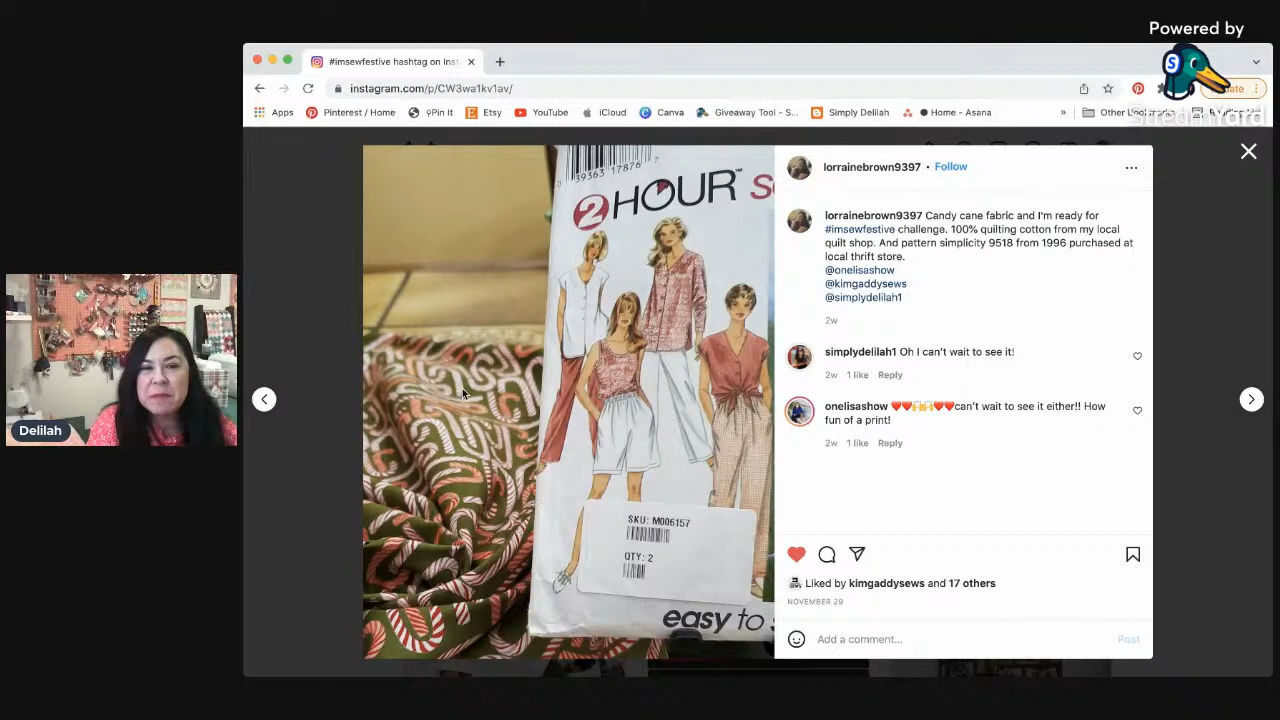 Powered by
S
StreamYard
#imsewfestive hashtag on Inst
instagram.com/p/CW3wa1kv1av/
Apps
Pinterest / Home
Pin It
Etsy
YouTube
iCloud
Canva
Giveaway Tool - S...
Simply Delilah
Home - Asana
»
Delilah
0 39363 17876 7
2 HOUR
SKU: M006157
QTY: 2
easy to
lorrainebrown9397 • Follow
lorrainebrown9397 Candy cane fabric and I'm ready for
#imsewfestive challenge. 100% quilting cotton from my local
quilt shop. And pattern simplicity 9518 from 1996 purchased at
local thrift store.
@onelisashow
@kimgaddysews
@simplydelilah1
2w
simplydelilah1 Oh I can't wait to see it!
2w 1 like Reply
onelisashow ❤️❤️🙌🙌❤️❤️can't wait to see it either!! How
fun of a print!
2w 1 like Reply
Liked by kimgaddysews and 17 others
NOVEMBER 29
Add a comment...
Post